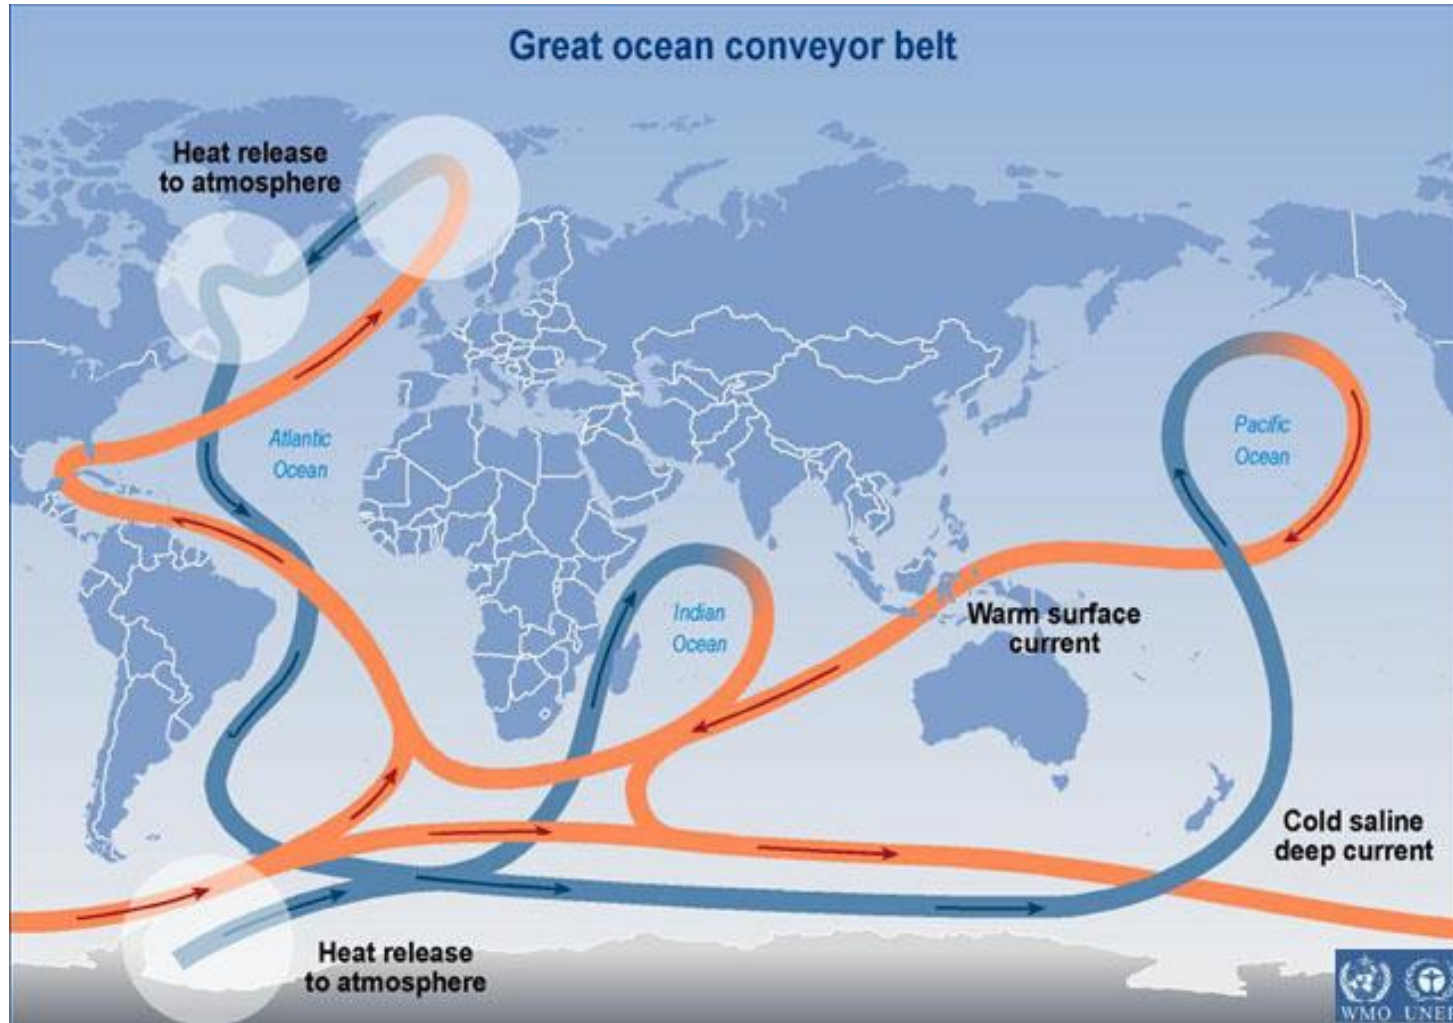 Great ocean conveyor belt
Heat release
to atmosphere
Atlantic
Ocean
Pacific
Ocean
Indian
Ocean
Warm surface
current
Cold saline
deep current
Heat release
to atmosphere
WMO UNEP